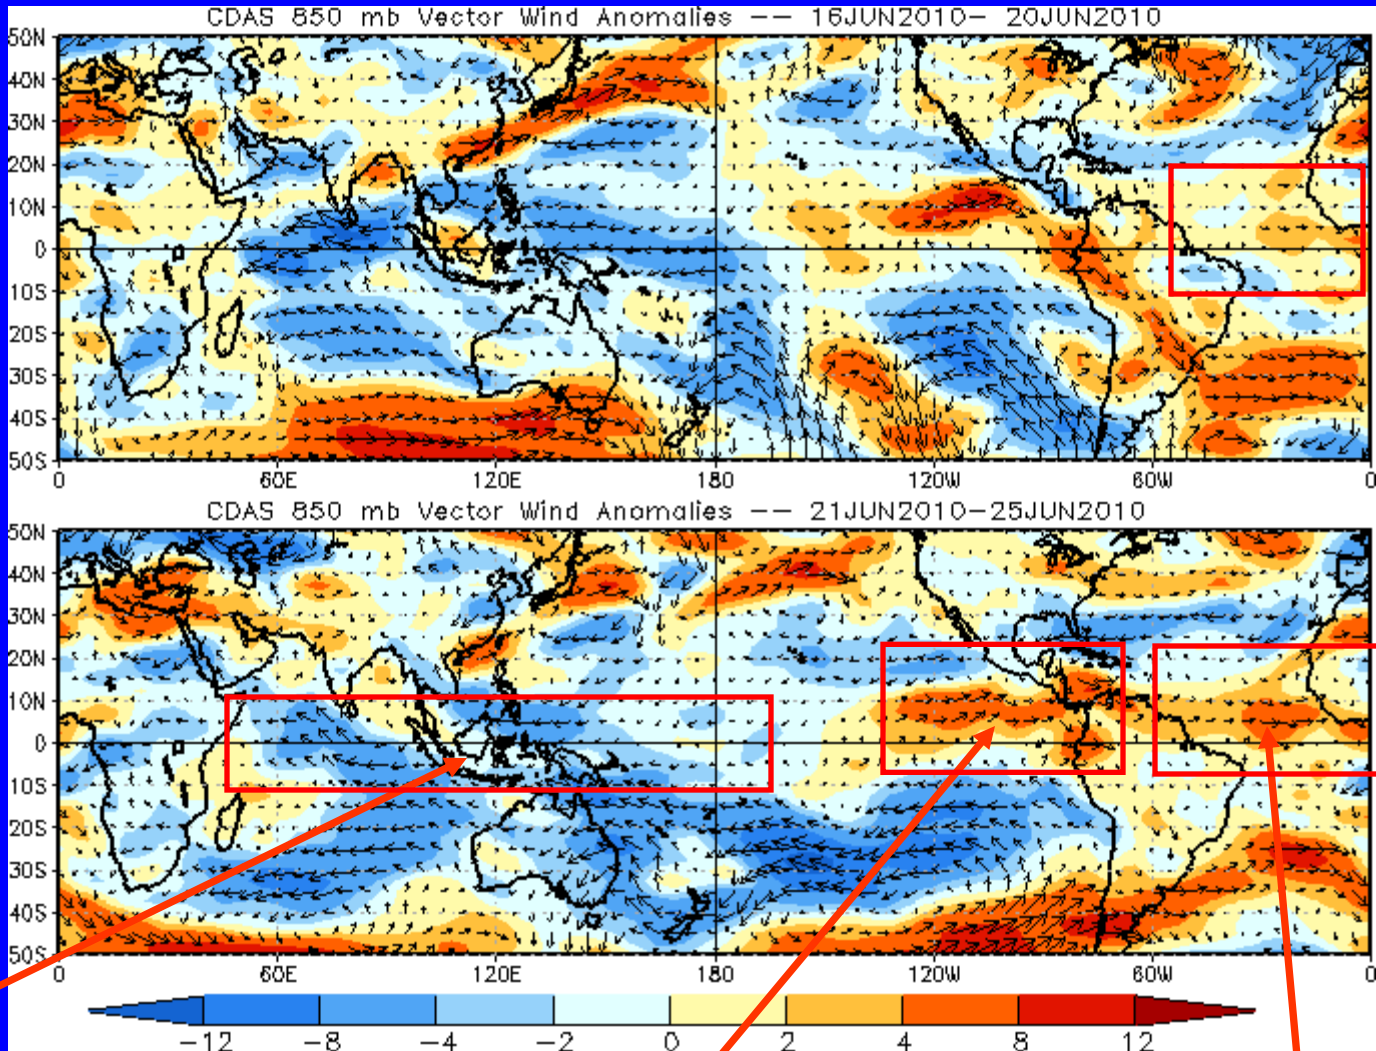 CDAS 850 mb Vector Wind Anomalies -- 16JUN2010- 20JUN2010
50N
40N
30N
20N
10N
0
10S
20S
30S
40S
50S
0 60E 120E 180 120W 60W 0
CDAS 850 mb Vector Wind Anomalies -- 21JUN2010-25JUN2010
50N
40N
30N
20N
10N
0
10S
20S
30S
40S
50S
0 60E 120E 180 120W 60W 0
-12 -8 -4 -2 0 2 4 8 12